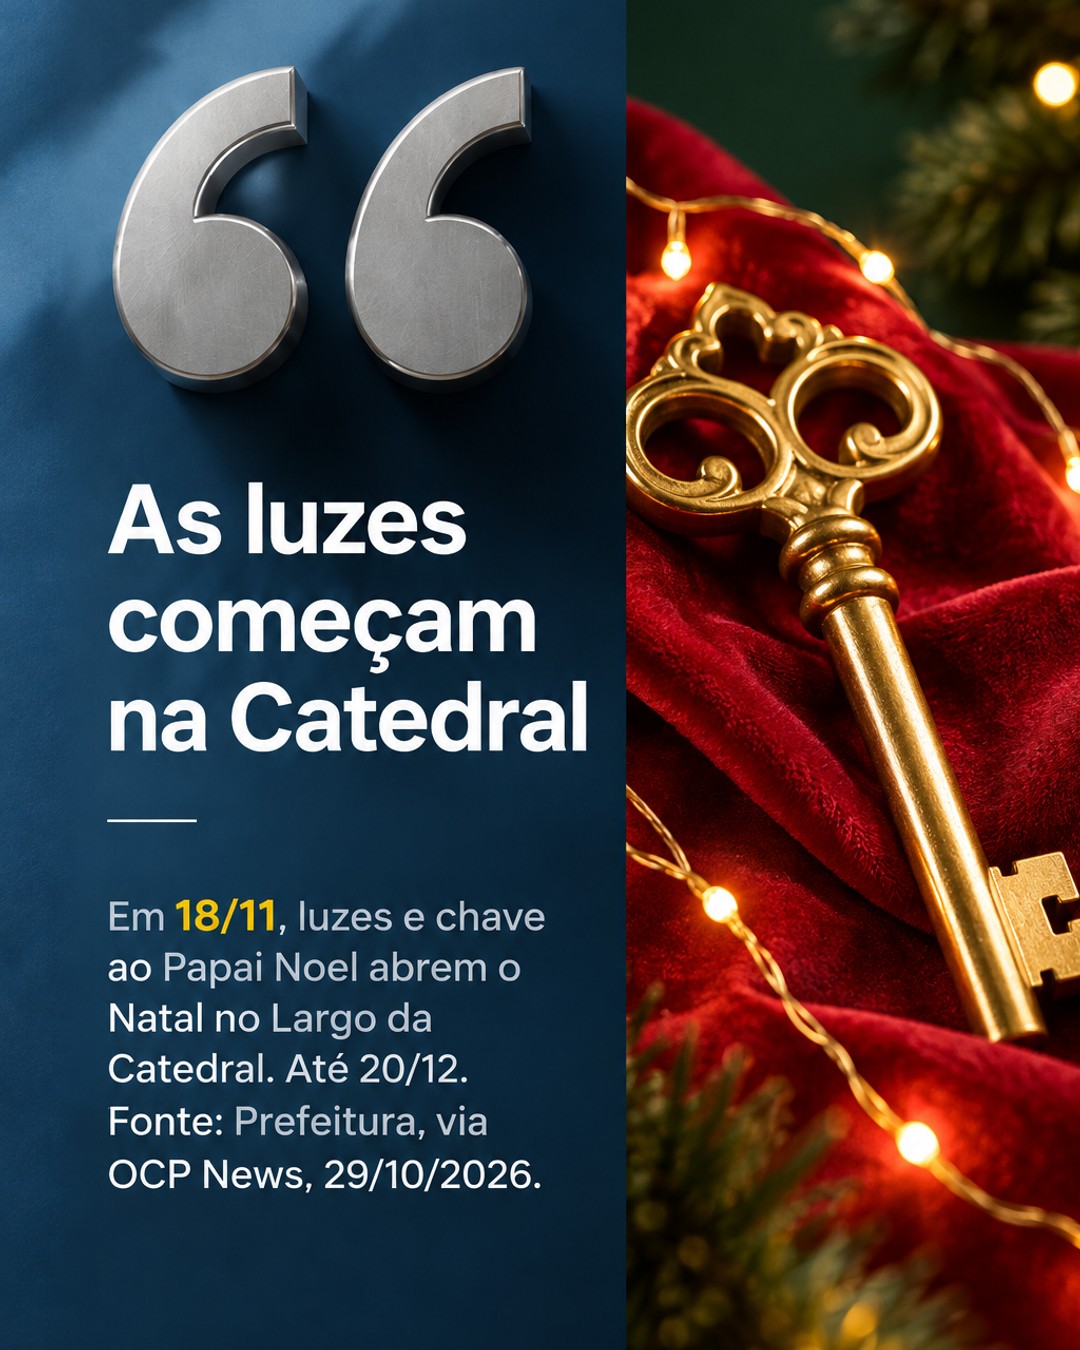 As luzes
começam
na Catedral
Em 18/11, luzes e chave
ao Papai Noel abrem o
Natal no Largo da
Catedral. Até 20/12.
Fonte: Prefeitura, via
OCP News, 29/10/2026.